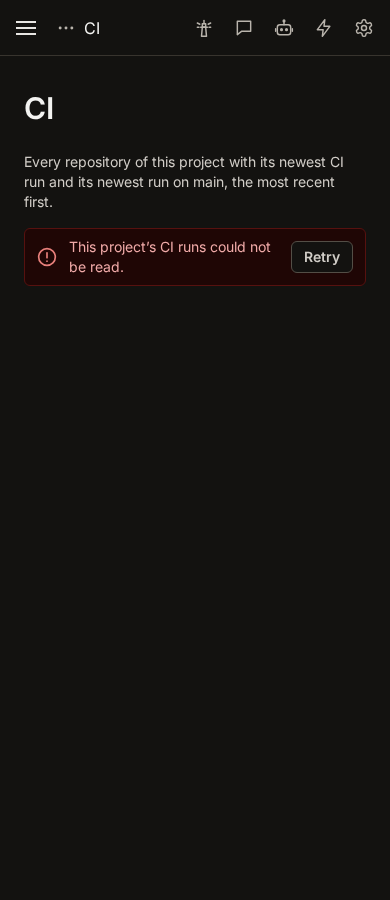 CI
CI
Every repository of this project with its newest CI
run and its newest run on main, the most recent
first.
This project’s CI runs could not
be read.
Retry